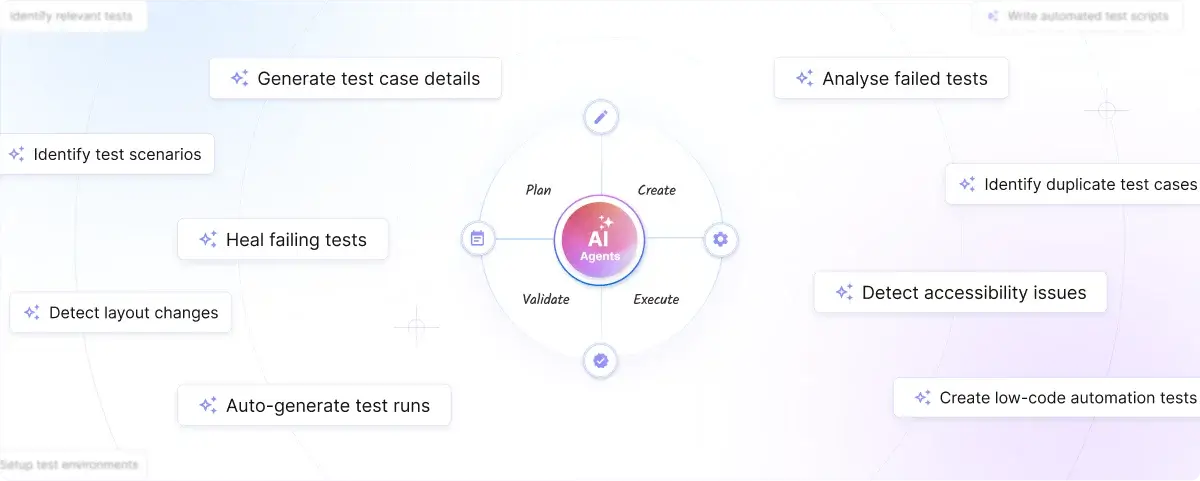 Identify relevant tests
Write automated test scripts
Generate test case details
Analyse failed tests
Identify test scenarios
Identify duplicate test cases
Plan
Create
Heal failing tests
AI
Agents
Detect accessibility issues
Validate
Execute
Detect layout changes
Auto-generate test runs
Create low-code automation tests
Setup test environments